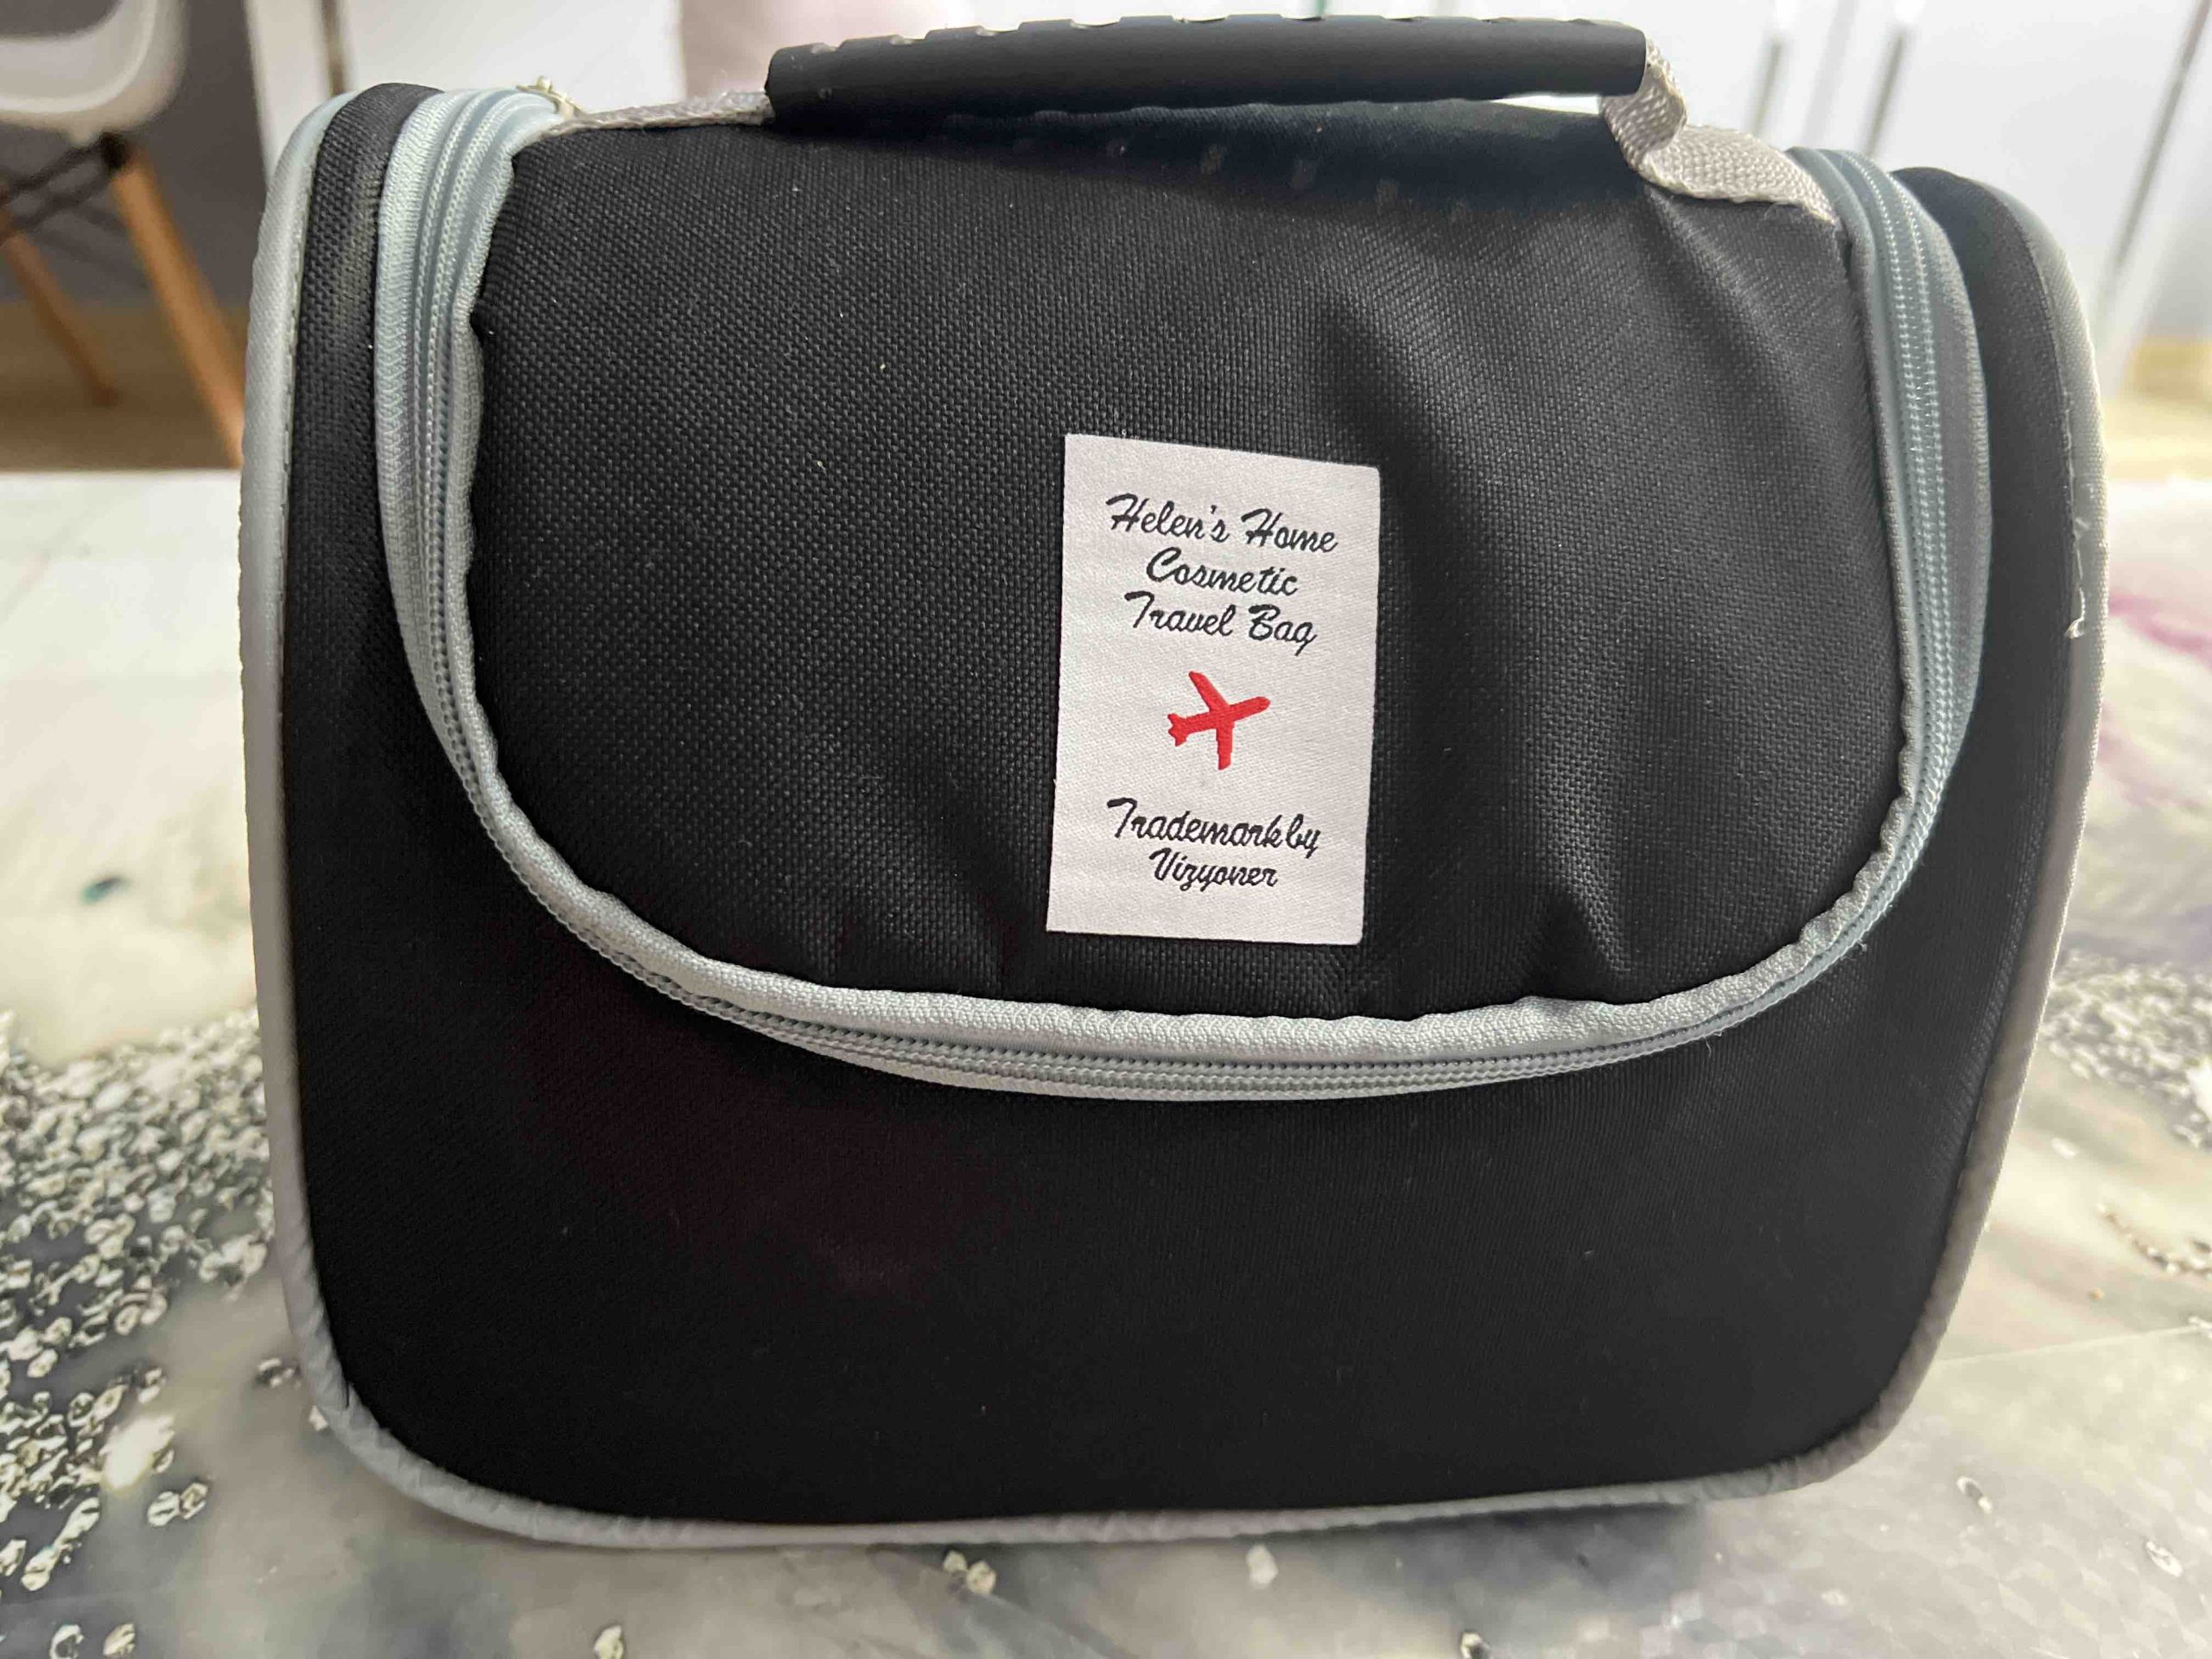 Helen's Home
Cosmetic
Travel Bag
Trademark by
Vizyoner